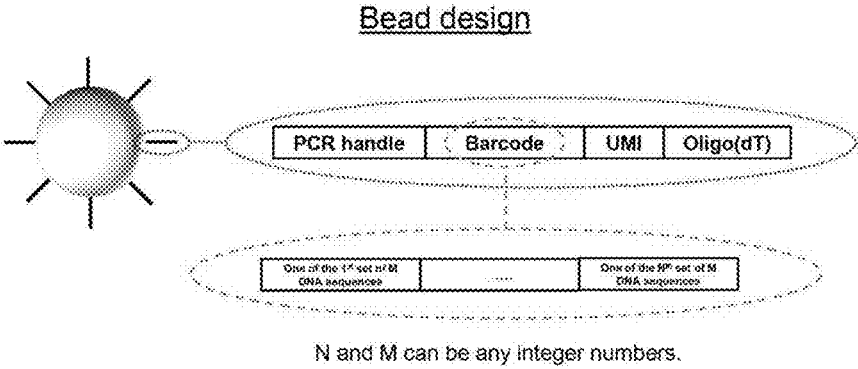 Bead design
PCR handle Barcode UMI Oligo(dT)
One of the 1st set of M ...... One of the Nth set of M
DNA sequences DNA sequences
N and M can be any integer numbers.